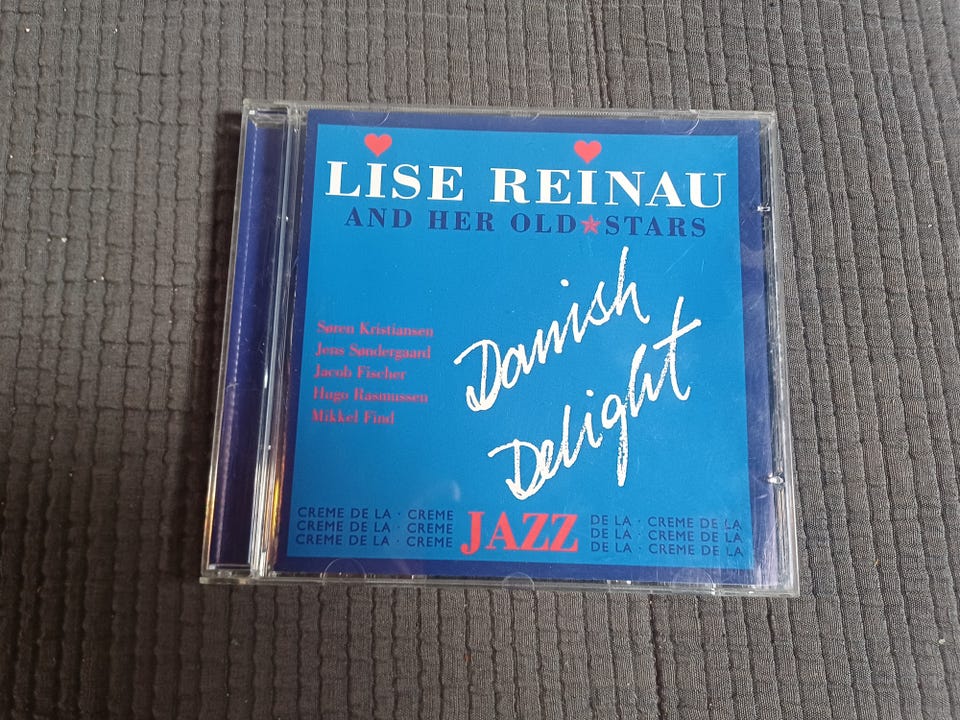 LISE REINAU
AND HER OLD★STARS
Danish
Delight
Søren Kristiansen
Jens Søndergaard
Jacob Fischer
Hugo Rasmussen
Mikkel Find
CREME DE LA · CREME
CREME DE LA · CREME
CREME DE LA · CREME
JAZZ
DE LA · CREME DE LA
DE LA · CREME DE LA
DE LA · CREME DE LA